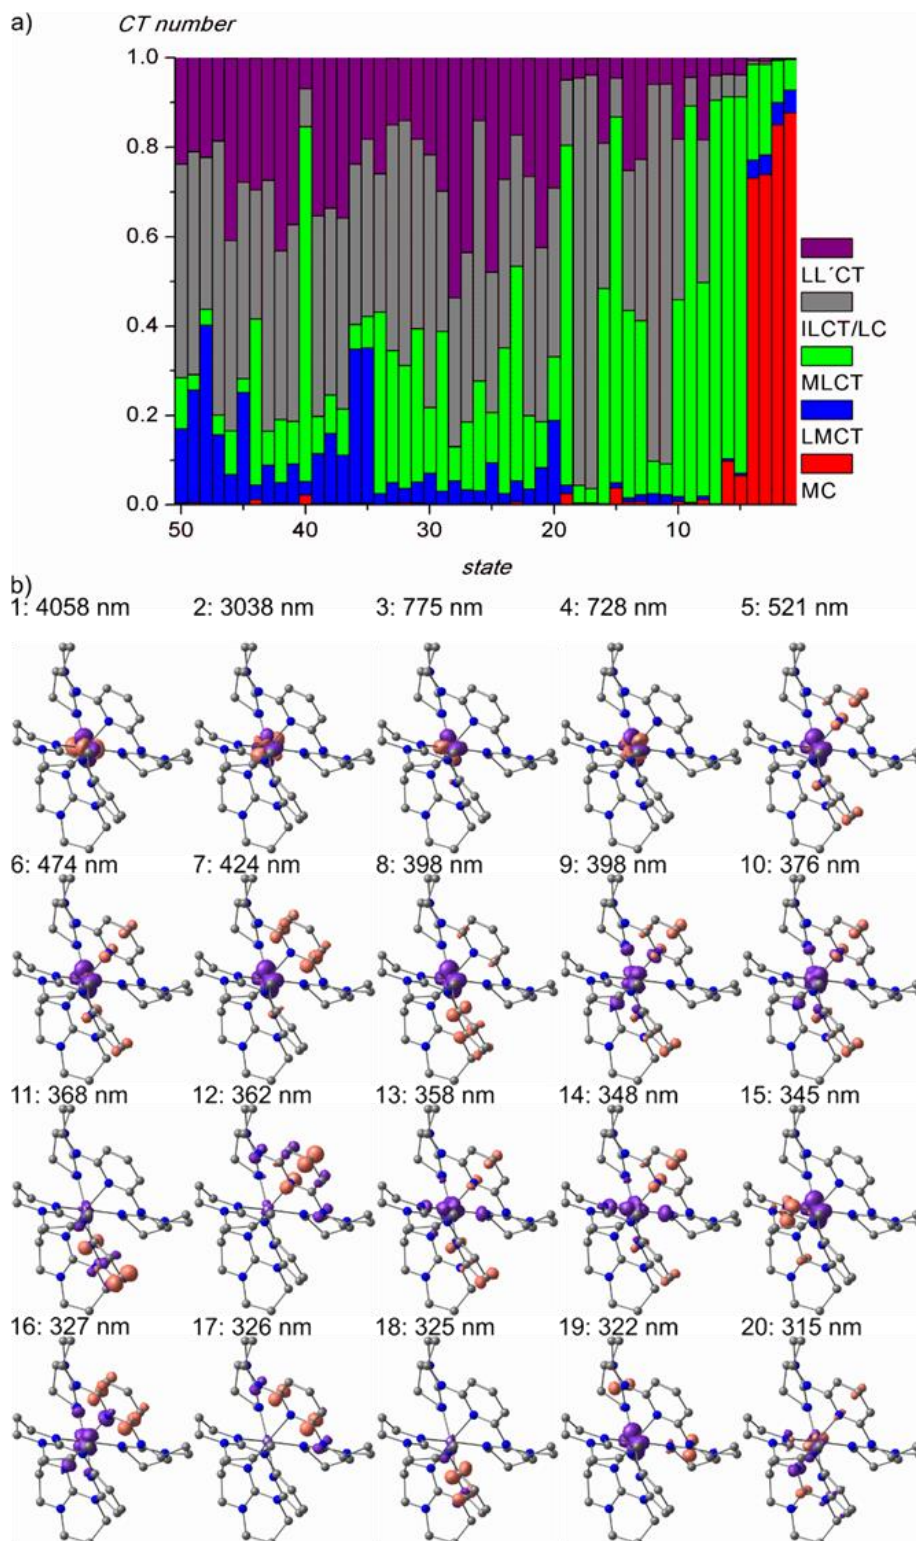 a)
CT number
1.0
0.8
0.6
0.4
0.2
0.0
50
40
30
20
10
state
LL´CT
ILCT/LC
MLCT
LMCT
MC
b)
1: 4058 nm
2: 3038 nm
3: 775 nm
4: 728 nm
5: 521 nm
6: 474 nm
7: 424 nm
8: 398 nm
9: 398 nm
10: 376 nm
11: 368 nm
12: 362 nm
13: 358 nm
14: 348 nm
15: 345 nm
16: 327 nm
17: 326 nm
18: 325 nm
19: 322 nm
20: 315 nm